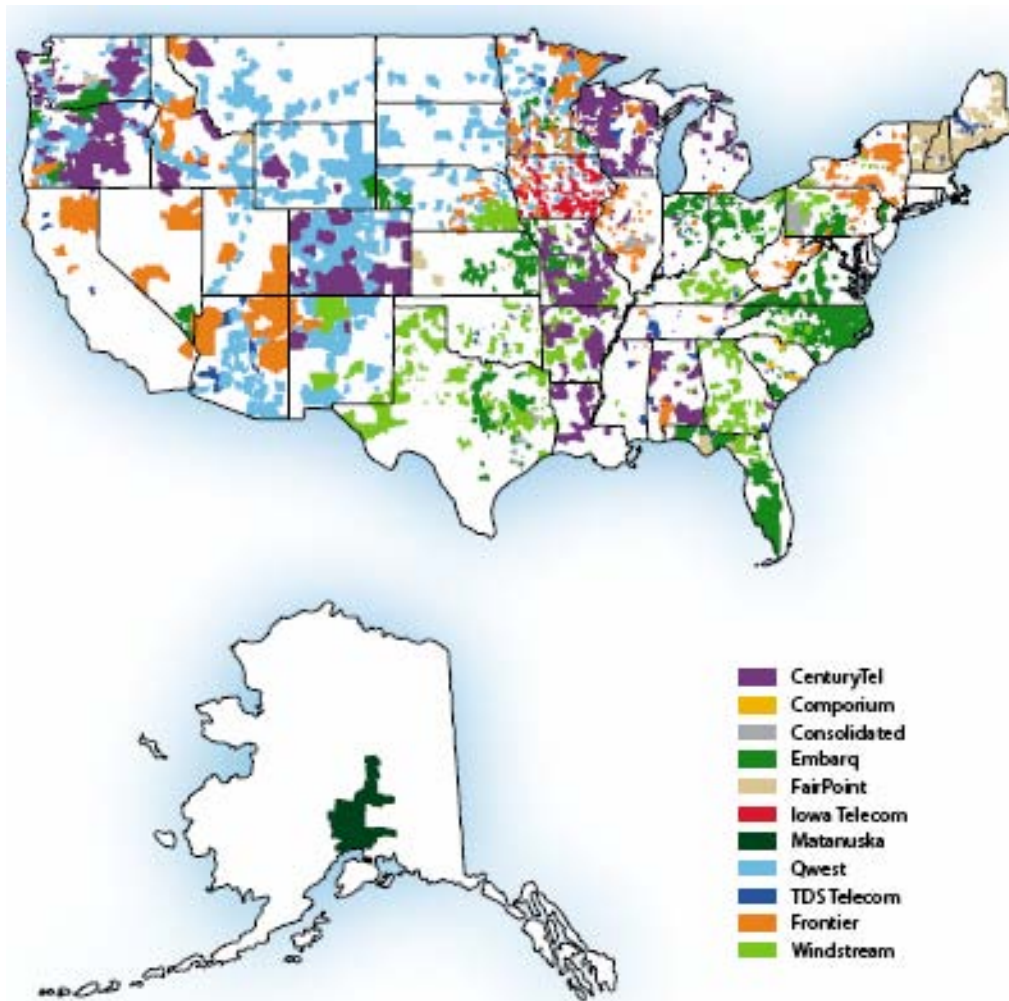 CenturyTel
Comporium
Consolidated
Embarq
FairPoint
Iowa Telecom
Matanuska
Qwest
TDS Telecom
Frontier
Windstream